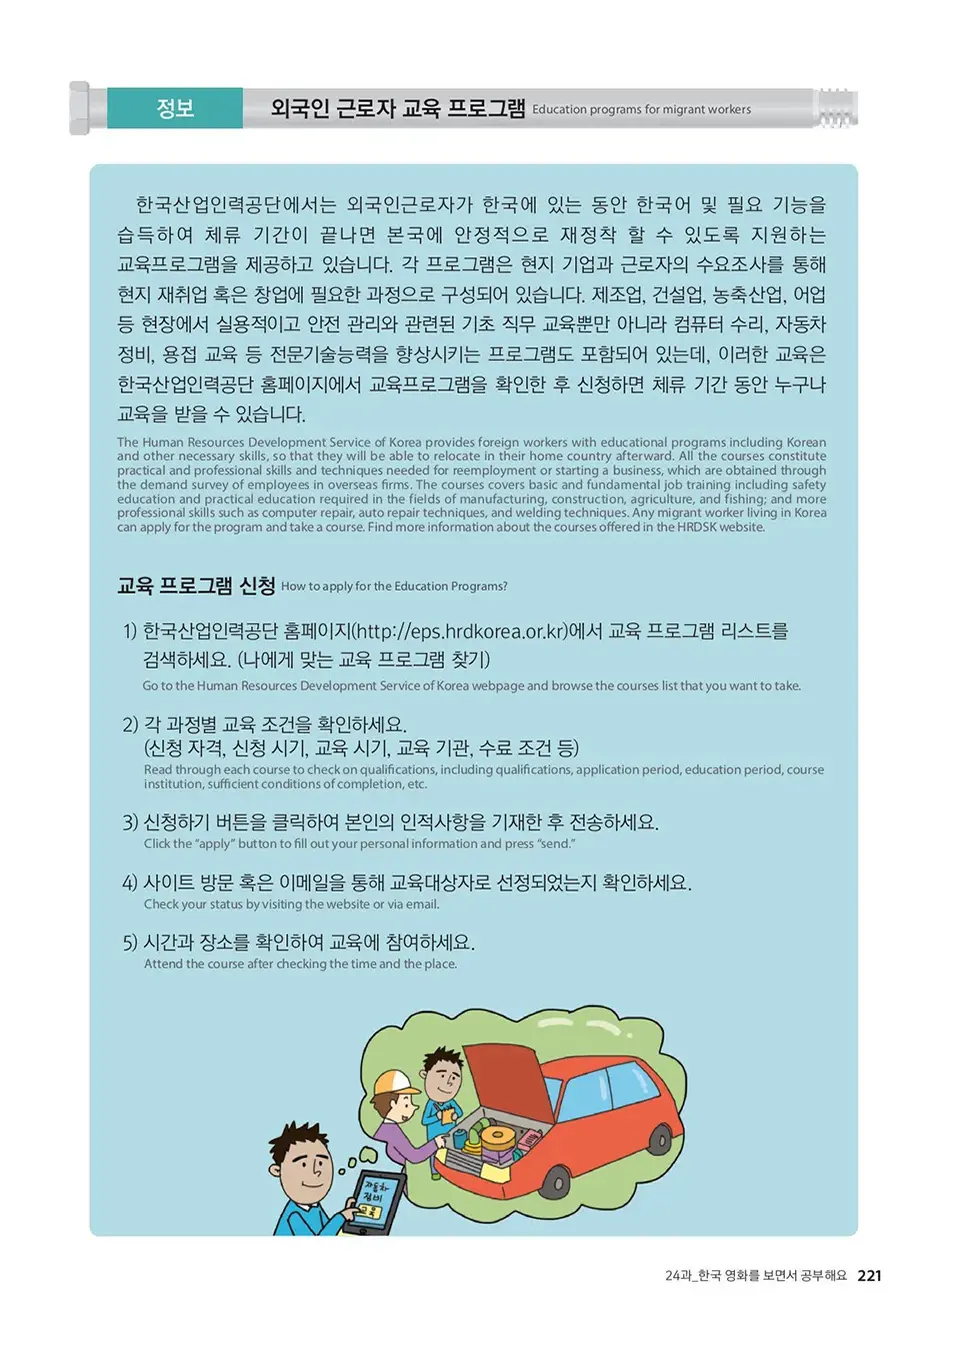 정보
외국인 근로자 교육 프로그램 Education programs for migrant workers
한국산업인력공단에서는 외국인근로자가 한국에 있는 동안 한국어 및 필요 기능을
습득하여 체류 기간이 끝나면 본국에 안정적으로 재정착 할 수 있도록 지원하는
교육프로그램을 제공하고 있습니다. 각 프로그램은 현지 기업과 근로자의 수요조사를 통해
현지 재취업 혹은 창업에 필요한 과정으로 구성되어 있습니다. 제조업, 건설업, 농축산업, 어업
등 현장에서 실용적이고 안전 관리와 관련된 기초 직무 교육뿐만 아니라 컴퓨터 수리, 자동차
정비, 용접 교육 등 전문기술능력을 향상시키는 프로그램도 포함되어 있는데, 이러한 교육은
한국산업인력공단 홈페이지에서 교육프로그램을 확인한 후 신청하면 체류 기간 동안 누구나
교육을 받을 수 있습니다.
The Human Resources Development Service of Korea provides foreign workers with educational programs including Korean
and other necessary skills, so that they will be able to relocate in their home country afterward. All the courses constitute
practical and professional skills and techniques needed for reemployment or starting a business, which are obtained through
the demand survey of employees in overseas firms. The courses covers basic and fundamental job training including safety
education and practical education required in the fields of manufacturing, construction, agriculture, and fishing; and more
professional skills such as computer repair, auto repair techniques, and welding techniques. Any migrant worker living in Korea
can apply for the program and take a course. Find more information about the courses offered in the HRDSK website.
교육 프로그램 신청 How to apply for the Education Programs?
1) 한국산업인력공단 홈페이지(http://eps.hrdkorea.or.kr)에서 교육 프로그램 리스트를
검색하세요. (나에게 맞는 교육 프로그램 찾기)
Go to the Human Resources Development Service of Korea webpage and browse the courses list that you want to take.
2) 각 과정별 교육 조건을 확인하세요.
(신청 자격, 신청 시기, 교육 시기, 교육 기관, 수료 조건 등)
Read through each course to check on qualifications, including qualifications, application period, education period, course
institution, sufficient conditions of completion, etc.
3) 신청하기 버튼을 클릭하여 본인의 인적사항을 기재한 후 전송하세요.
Click the “apply” button to fill out your personal information and press “send.”
4) 사이트 방문 혹은 이메일을 통해 교육대상자로 선정되었는지 확인하세요.
Check your status by visiting the website or via email.
5) 시간과 장소를 확인하여 교육에 참여하세요.
Attend the course after checking the time and the place.
자동차
정비
교육
24과_한국 영화를 보면서 공부해요 221